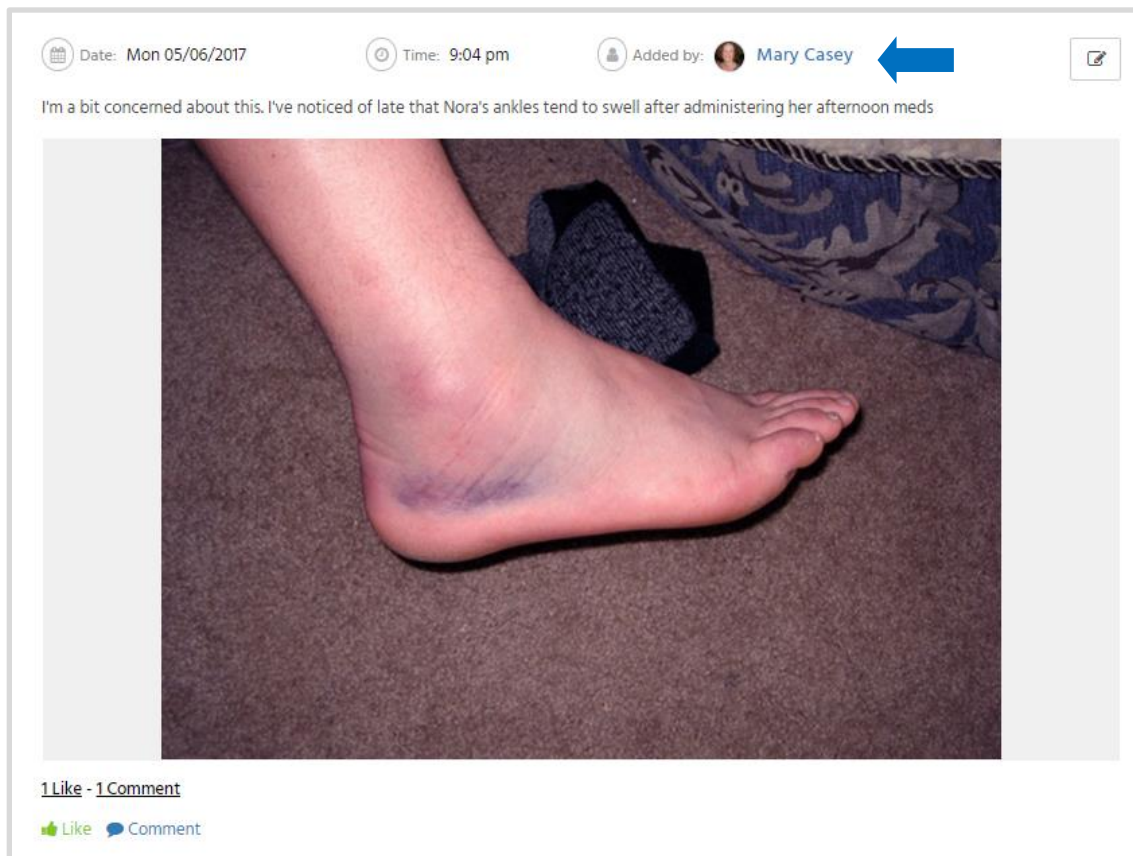 Date: Mon 05/06/2017 Time: 9:04 pm Added by: Mary Casey
I'm a bit concerned about this. I've noticed of late that Nora's ankles tend to swell after administering her afternoon meds
1 Like - 1 Comment
Like Comment